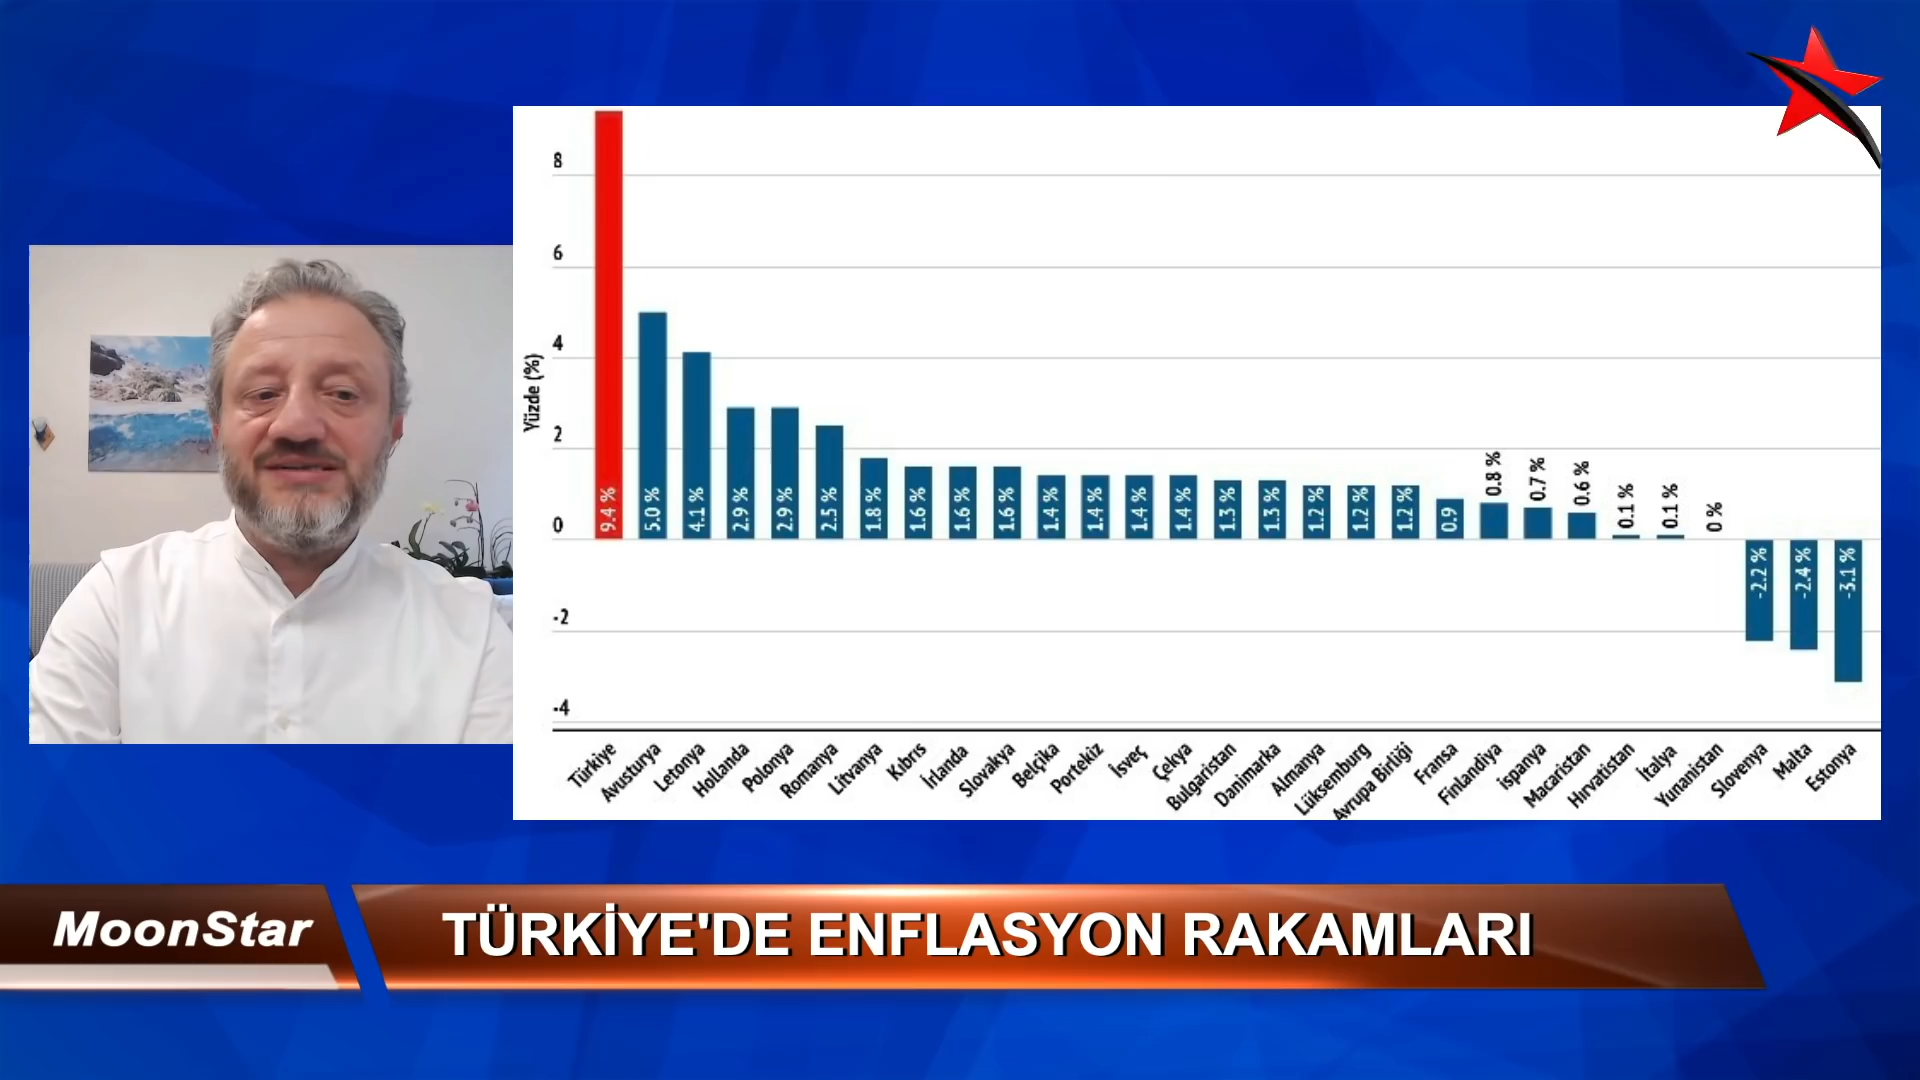 8
6
4
2
0
-2
-4
Yüzde (%)
9.4 %
5.0 %
4.1 %
2.9 %
2.9 %
2.5 %
1.8 %
1.6 %
1.6 %
1.6 %
1.4 %
1.4 %
1.4 %
1.4 %
1.3 %
1.3 %
1.2 %
1.2 %
1.2 %
0.9
0.8 %
0.7 %
0.6 %
0.1 %
0.1 %
0 %
-2.2 %
-2.4 %
-3.1 %
Türkiye
Avusturya
Letonya
Hollanda
Polonya
Romanya
Litvanya
Kıbrıs
İrlanda
Slovakya
Belçika
Portekiz
İsveç
Çekya
Bulgaristan
Danimarka
Almanya
Lüksemburg
Avrupa Birliği
Fransa
Finlandiya
İspanya
Macaristan
Hırvatistan
İtalya
Yunanistan
Slovenya
Malta
Estonya
MoonStar
TÜRKİYE'DE ENFLASYON RAKAMLARI